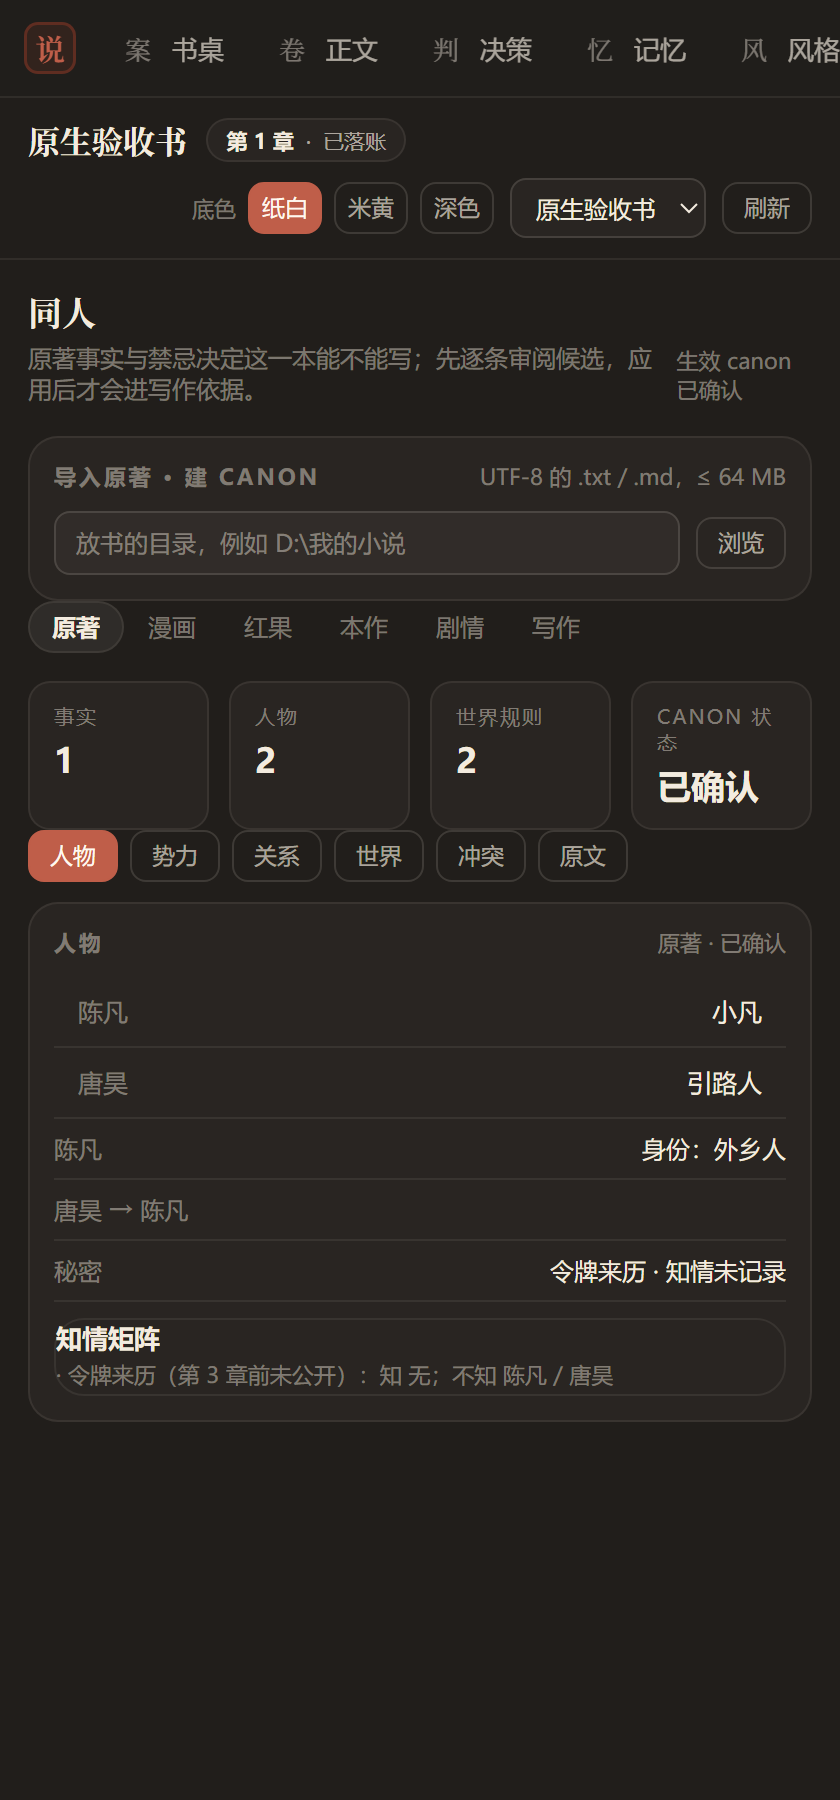 说 案 书桌 卷 正文 判 决策 忆 记忆 风 风格
原生验收书 第 1 章 · 已落账
底色 纸白 米黄 深色 原生验收书 刷新
同人
原著事实与禁忌决定这一本能不能写；先逐条审阅候选，应
用后才会进写作依据。
生效 canon
已确认
导入原著 • 建 CANON UTF-8 的 .txt / .md，≤ 64 MB
放书的目录，例如 D:\我的小说 浏览
原著 漫画 红果 本作 剧情 写作
事实
1
人物
2
世界规则
2
CANON 状
态
已确认
人物 势力 关系 世界 冲突 原文
人物 原著 · 已确认
陈凡 小凡
唐昊 引路人
陈凡 身份：外乡人
唐昊 → 陈凡
秘密 令牌来历 · 知情未记录
知情矩阵
· 令牌来历（第 3 章前未公开）：知 无；不知 陈凡 / 唐昊